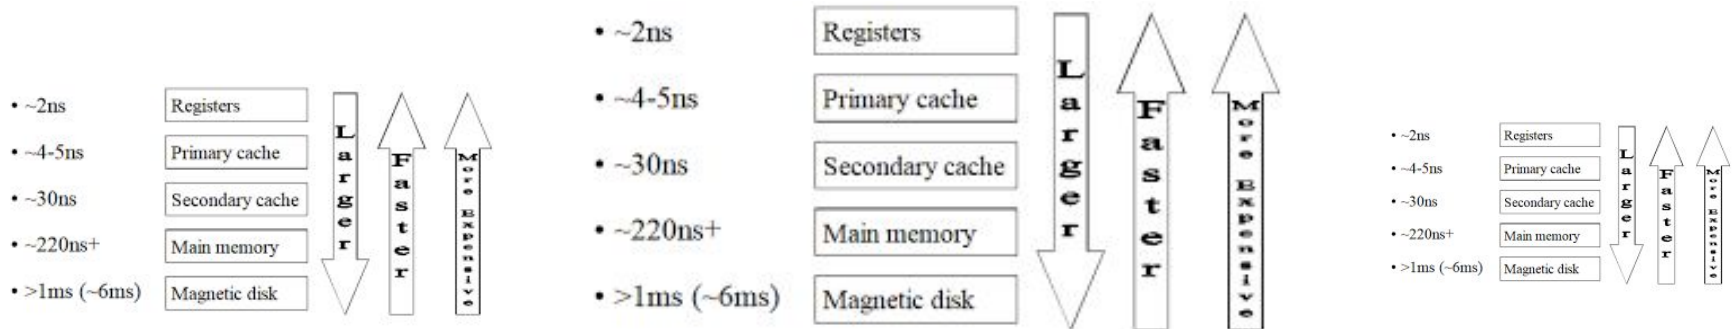 • ~2ns Registers
• ~4-5ns Primary cache
• ~30ns Secondary cache
• ~220ns+ Main memory
• >1ms (~6ms) Magnetic disk
Larger
Faster
More Expensive
• ~2ns Registers
• ~4-5ns Primary cache
• ~30ns Secondary cache
• ~220ns+ Main memory
• >1ms (~6ms) Magnetic disk
Larger
Faster
More Expensive
• ~2ns Registers
• ~4-5ns Primary cache
• ~30ns Secondary cache
• ~220ns+ Main memory
• >1ms (~6ms) Magnetic disk
Larger
Faster
More Expensive